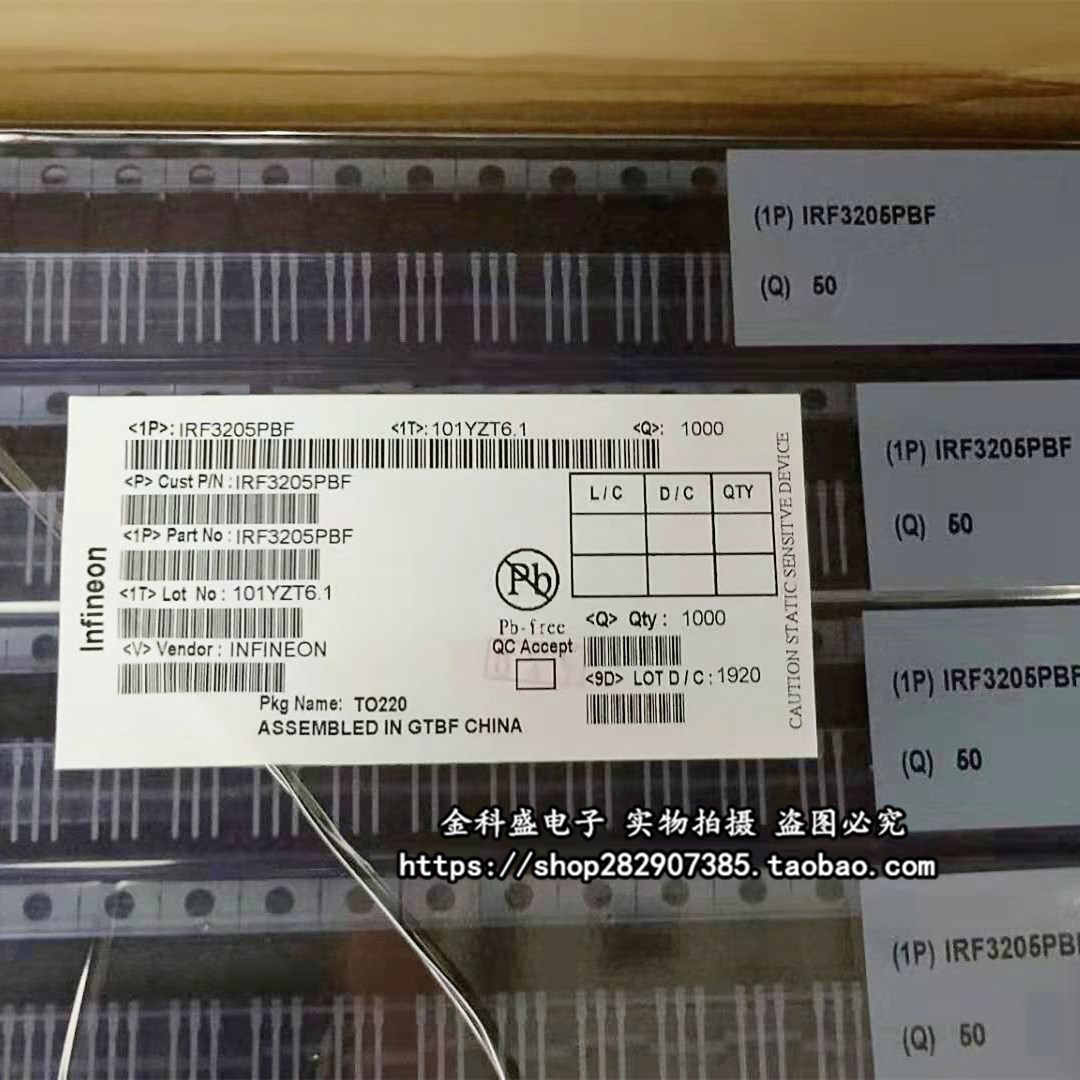 (1P) IRF3205PBF
(Q) 50
<1P>: IRF3205PBF <1T>: 101YZT6.1 <Q>: 1000
<P> Cust P/N : IRF3205PBF
<1P> Part No : IRF3205PBF
<1T> Lot No : 101YZT6.1
<V> Vendor : INFINEON
Infineon
L/C D/C QTY
Pb
Pb-free
QC Accept
<Q> Qty : 1000
<9D> LOT D/C : 1920
Pkg Name: TO220
ASSEMBLED IN GTBF CHINA
CAUTION STATIC SENSITVE DEVICE
(1P) IRF3205PBF
(Q) 50
(1P) IRF3205PBF
(Q) 50
金科盛电子 实物拍摄 盗图必究
https://shop282907385.taobao.com
(1P) IRF3205PBF
(Q) 50